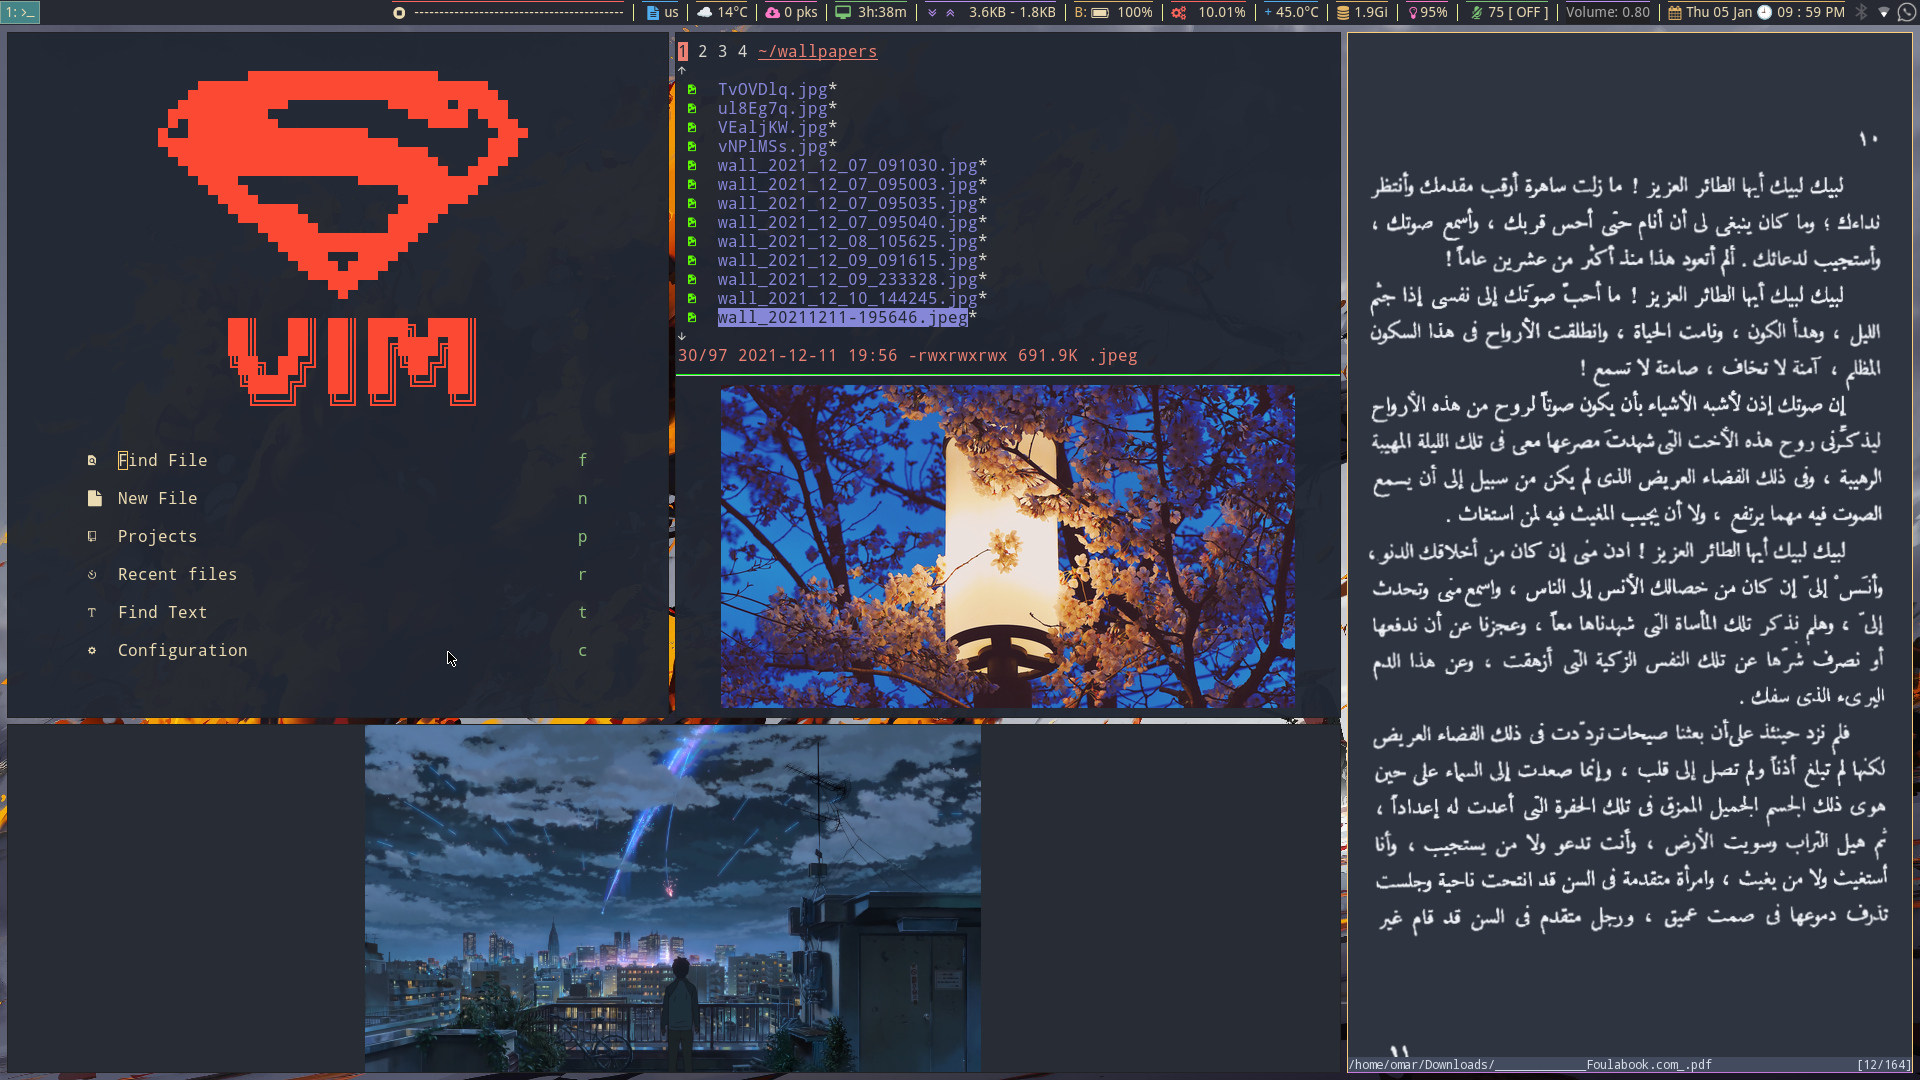 1: >_
us
14°C
0 pks
3h:38m
3.6KB - 1.8KB
B: 100%
10.01%
+ 45.0°C
1.9Gi
95%
75 [ OFF ]
Volume: 0.80
Thu 05 Jan 09 : 59 PM
VIM
Find File f
New File n
Projects p
Recent files r
Find Text t
Configuration c
1 2 3 4 ~/wallpapers
TvOVDlq.jpg*
ul8Eg7q.jpg*
VEaljKW.jpg*
vNPlMSs.jpg*
wall_2021_12_07_091030.jpg*
wall_2021_12_07_095003.jpg*
wall_2021_12_07_095035.jpg*
wall_2021_12_07_095040.jpg*
wall_2021_12_08_105625.jpg*
wall_2021_12_09_091615.jpg*
wall_2021_12_09_233328.jpg*
wall_2021_12_10_144245.jpg*
wall_20211211-195646.jpeg*
30/97 2021-12-11 19:56 -rwxrwxrwx 691.9K .jpeg
١٠
لبيك لبيك أيها الطائر العزيز ! ما زلت ساهرة أرقب مقدمك وأنتظر
نداءك ؛ وما كان ينبغى لى أن أنام حتى أحس قربك ، وأسمع صوتك ،
وأستجيب لدعائك . ألم أتعود هذا منذ أكثر من عشرين عاماً !
لبيك لبيك أيها الطائر العزيز ! ما أحبّ صوتك إلى نفسى إذا جثم
الليل ، وهدأ الكون ، ونامت الحياة ، وانطلقت الأرواح فى هذا السكون
المظلم ، آمنة لا تخاف ، صامتة لا تسمع !
إن صوتك إذن لأشبه الأشياء بأن يكون صوتاً لروح من هذه الأرواح
ليذكّرنى روح هذه الأخت التى شهدتَ مصرعها معى فى تلك الليلة المهيبة
الرهيبة ، وفى ذلك الفضاء العريض الذى لم يكن من سبيل إلى أن يسمع
الصوت فيه مهما يرتفع ، ولا أن يجيب المغيث فيه لمن استغاث .
لبيك لبيك أيها الطائر العزيز ! ادن منى إن كان من أخلاقك الدنو ،
وأنَسْ إلىّ إن كان من خصالك الأنس إلى الناس ، واسمع منى وتحدث
إلىّ ، وهلم نذكر تلك المأساة التى شهدناها معاً ، وعجزنا عن أن ندفعها
أو نصرف شرّها عن تلك النفس الزكية التى أزهقت ، وعن هذا الدم
البرىء الذى سفك .
فلم نزد حينئذ على أن بعثنا صيحات تردّدت فى ذلك الفضاء العريض
لكنها لم تبلغ أذناً ولم تصل إلى قلب ، وإنما صعدت إلى السماء على حين
هوى ذلك الجسم الجميل الممزق فى تلك الحفرة التى أعدت له إعداداً ،
ثم هيل التراب وسويت الأرض ، وأنت تدعو ولا من يستجيب ، وأنا
أستغيث ولا من يغيث ، وامرأة متقدمة فى السن قد انتحت ناحية وجلست
تذرف دموعها فى صمت عميق ، ورجل متقدم فى السن قد قام غير
١١
/home/omar/Downloads/_______________Foulabook.com_.pdf [12/164]